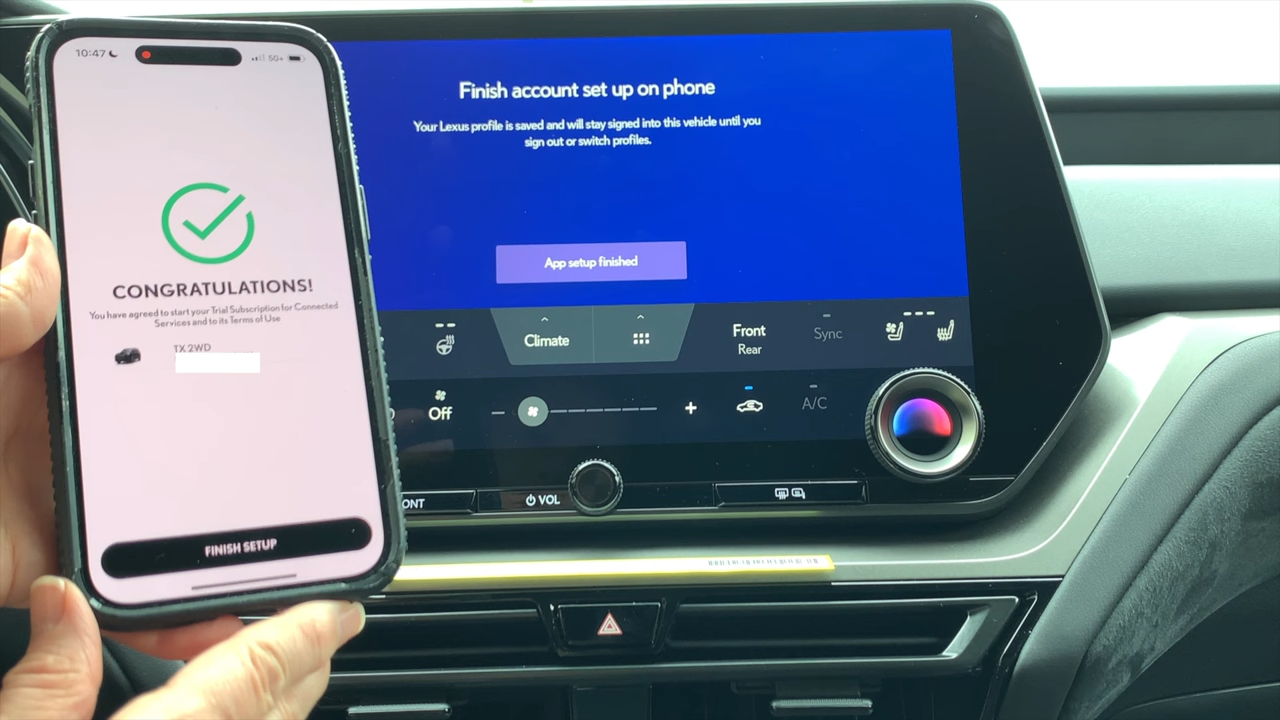 10:47
5G+
CONGRATULATIONS!
You have agreed to start your Trial Subscription for Connected
Services and to its Terms of Use
TX 2WD
FINISH SETUP
Finish account set up on phone
Your Lexus profile is saved and will stay signed into this vehicle until you
sign out or switch profiles.
App setup finished
Climate
Front
Rear
Sync
Off
A/C
ONT
VOL